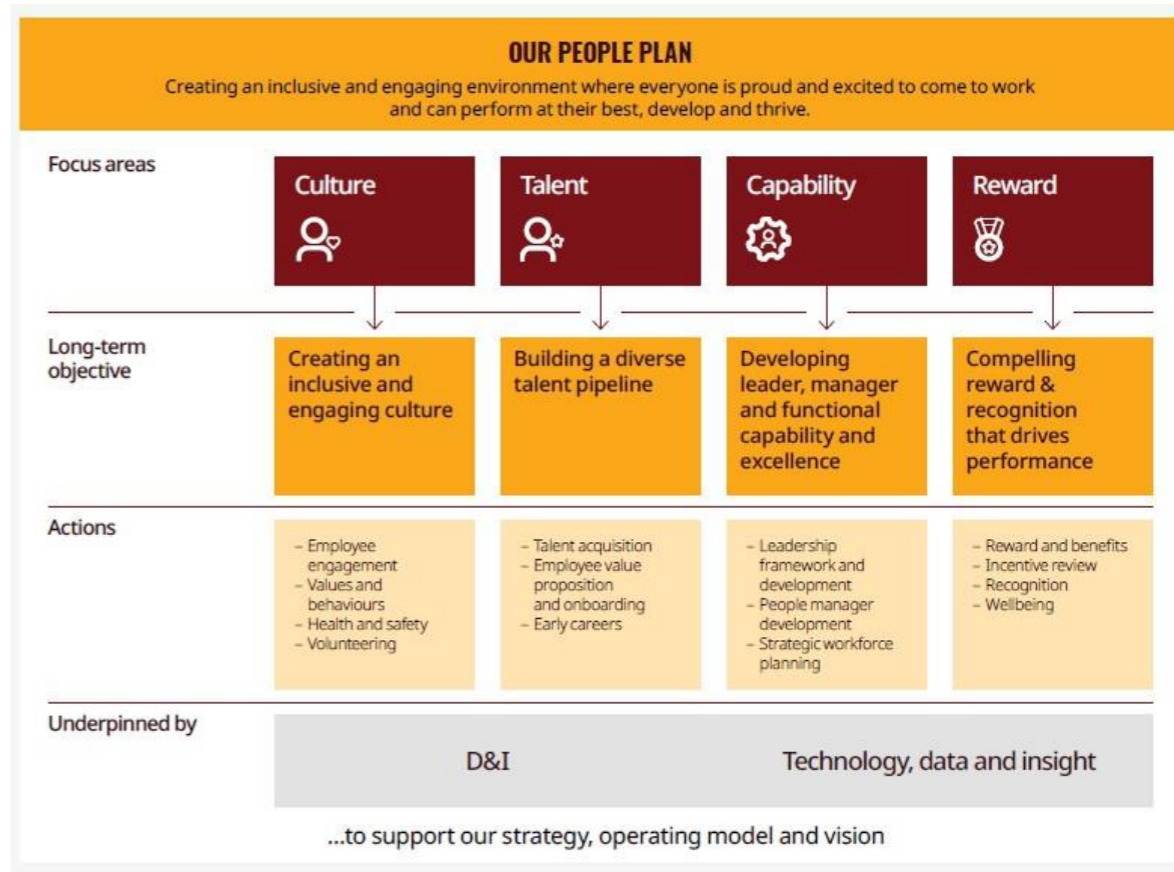 OUR PEOPLE PLAN
Creating an inclusive and engaging environment where everyone is proud and excited to come to work
and can perform at their best, develop and thrive.
Focus areas
Culture
Talent
Capability
Reward
Long-term
objective
Creating an
inclusive and
engaging culture
Building a diverse
talent pipeline
Developing
leader, manager
and functional
capability and
excellence
Compelling
reward &
recognition
that drives
performance
Actions
– Employee
engagement
– Values and
behaviours
– Health and safety
– Volunteering
– Talent acquisition
– Employee value
proposition
and onboarding
– Early careers
– Leadership
framework and
development
– People manager
development
– Strategic workforce
planning
– Reward and benefits
– Incentive review
– Recognition
– Wellbeing
Underpinned by
D&I
Technology, data and insight
...to support our strategy, operating model and vision